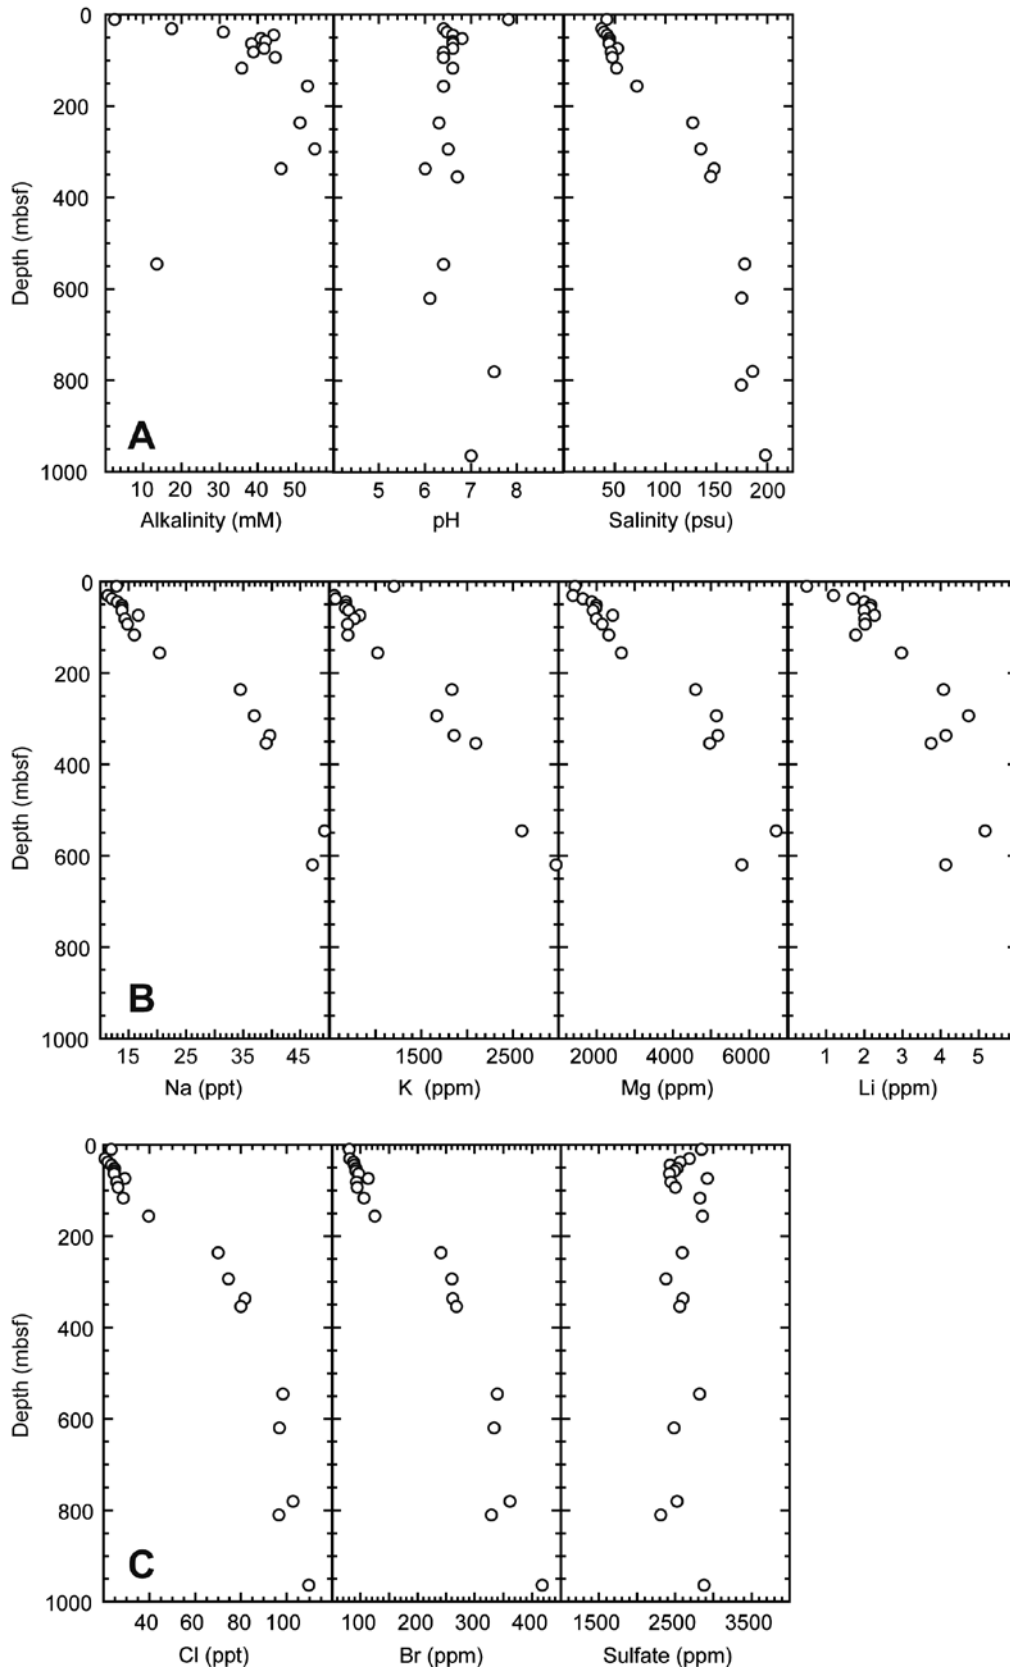 0
200
400
600
800
1000
Depth (mbsf)
A
10 20 30 40 50
5 6 7 8
50 100 150 200
Alkalinity (mM)
pH
Salinity (psu)
0
200
400
600
800
1000
Depth (mbsf)
B
15 25 35 45
1500 2500
2000 4000 6000
1 2 3 4 5
Na (ppt)
K (ppm)
Mg (ppm)
Li (ppm)
0
200
400
600
800
1000
Depth (mbsf)
C
40 60 80 100
100 200 300 400
1500 2500 3500
Cl (ppt)
Br (ppm)
Sulfate (ppm)